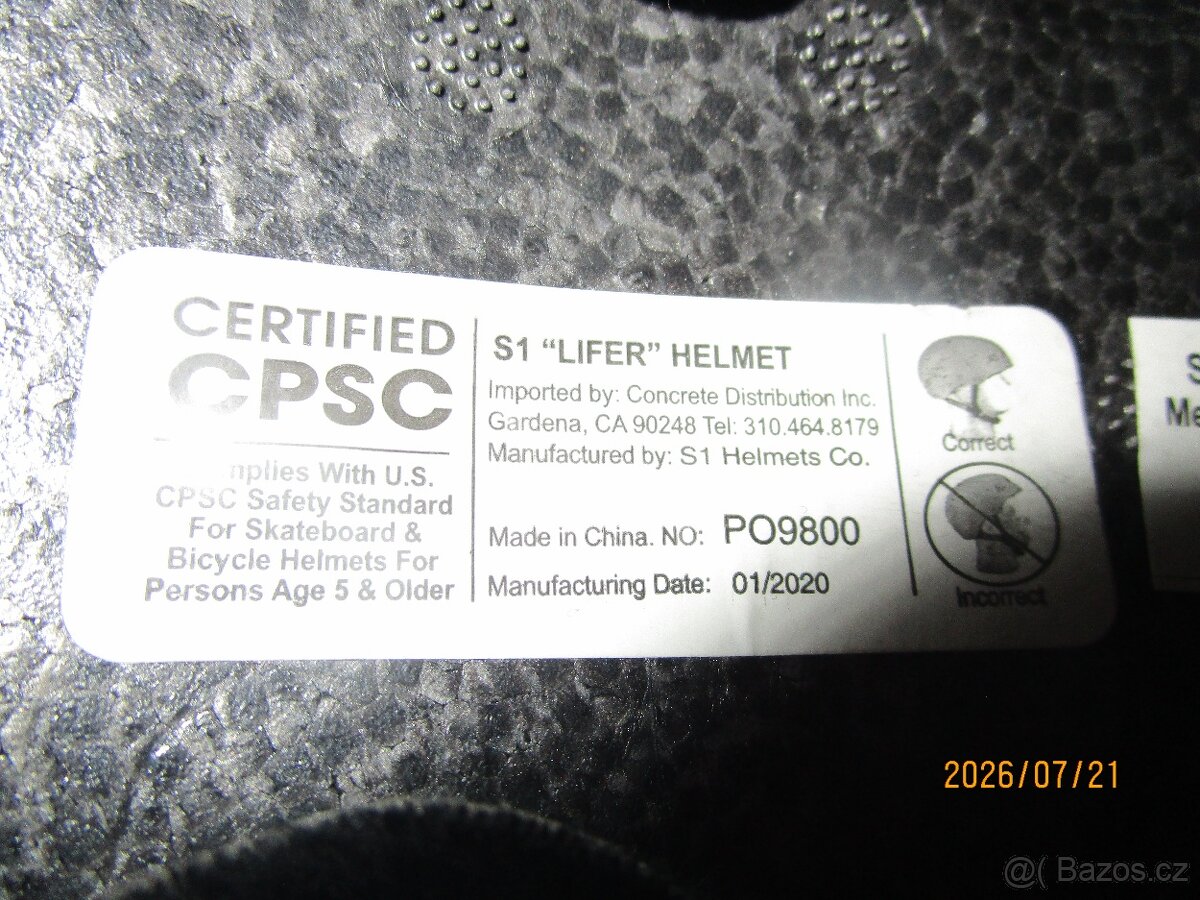 CERTIFIED
CPSC
Complies With U.S.
CPSC Safety Standard
For Skateboard &
Bicycle Helmets For
Persons Age 5 & Older
S1 “LIFER” HELMET
Imported by: Concrete Distribution Inc.
Gardena, CA 90248 Tel: 310.464.8179
Manufactured by: S1 Helmets Co.
Made in China. NO: PO9800
Manufacturing Date: 01/2020
Correct
Incorrect
2026/07/21
@( Bazos.cz